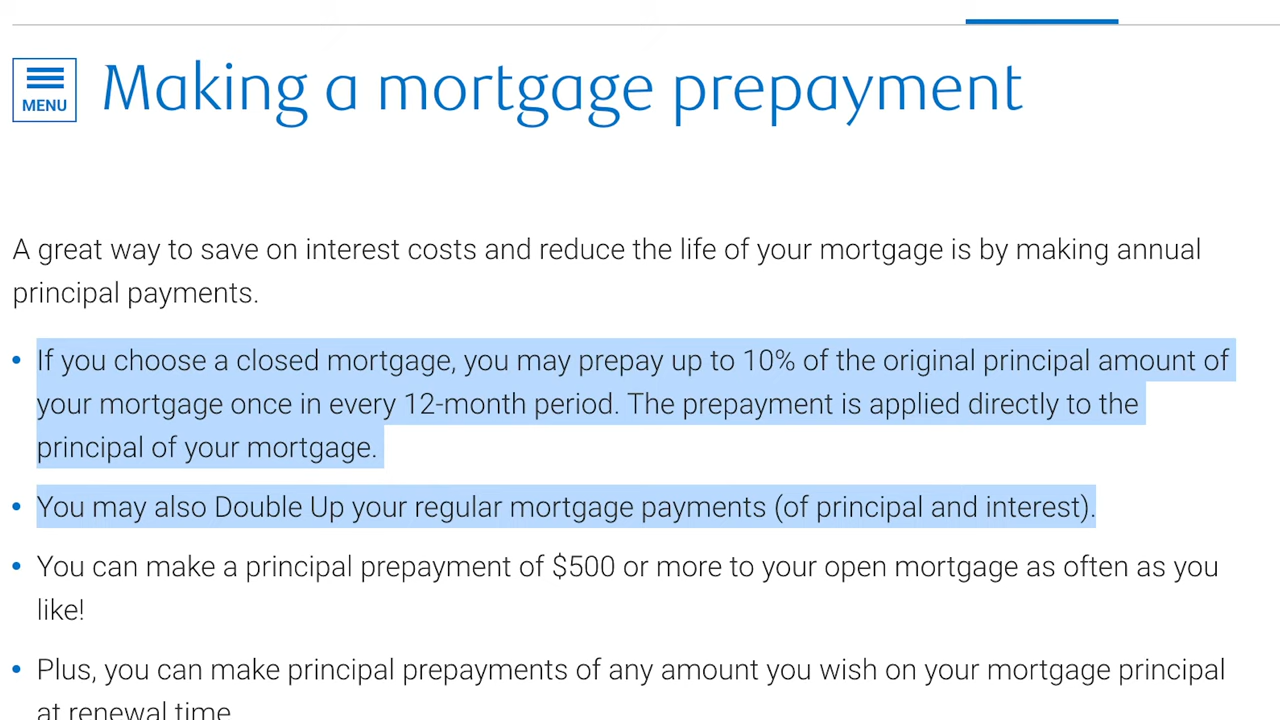 MENU
Making a mortgage prepayment
A great way to save on interest costs and reduce the life of your mortgage is by making annual
principal payments.
• If you choose a closed mortgage, you may prepay up to 10% of the original principal amount of
your mortgage once in every 12-month period. The prepayment is applied directly to the
principal of your mortgage.
• You may also Double Up your regular mortgage payments (of principal and interest).
• You can make a principal prepayment of $500 or more to your open mortgage as often as you
like!
• Plus, you can make principal prepayments of any amount you wish on your mortgage principal
at renewal time